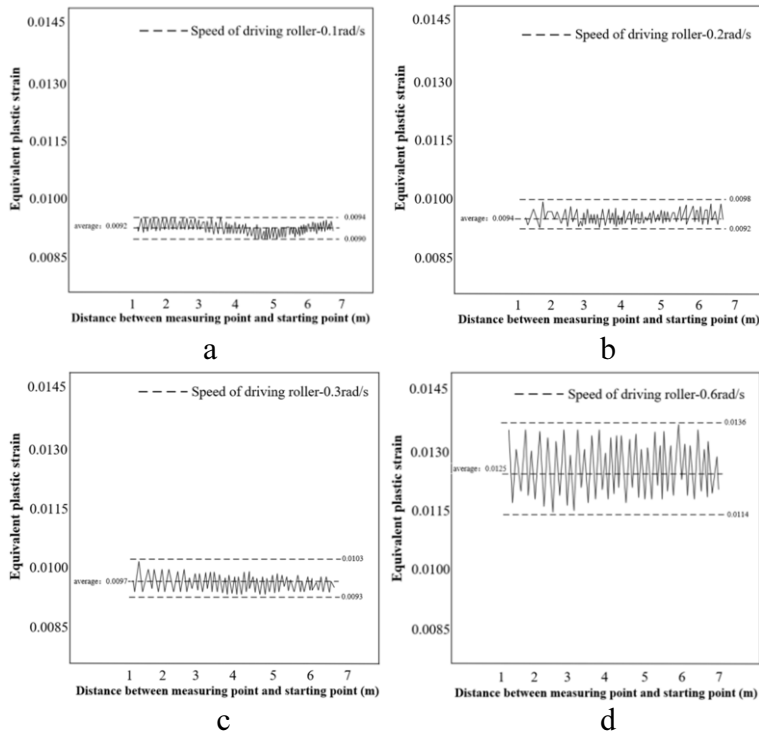 0.0145
0.0130
0.0115
0.0100
0.0085
Equivalent plastic strain
Speed of driving roller-0.1rad/s
average：0.0092
0.0094
0.0090
1 2 3 4 5 6 7
Distance between measuring point and starting point (m)
a
0.0145
0.0130
0.0115
0.0100
0.0085
Equivalent plastic strain
Speed of driving roller-0.2rad/s
average：0.0094
0.0098
0.0092
1 2 3 4 5 6 7
Distance between measuring point and starting point (m)
b
0.0145
0.0130
0.0115
0.0100
0.0085
Equivalent plastic strain
Speed of driving roller-0.3rad/s
average：0.0097
0.0103
0.0093
1 2 3 4 5 6 7
Distance between measuring point and starting point (m)
c
0.0145
0.0130
0.0115
0.0100
0.0085
Equivalent plastic strain
Speed of driving roller-0.6rad/s
average：0.0125
0.0136
0.0114
1 2 3 4 5 6 7
Distance between measuring point and starting point (m)
d